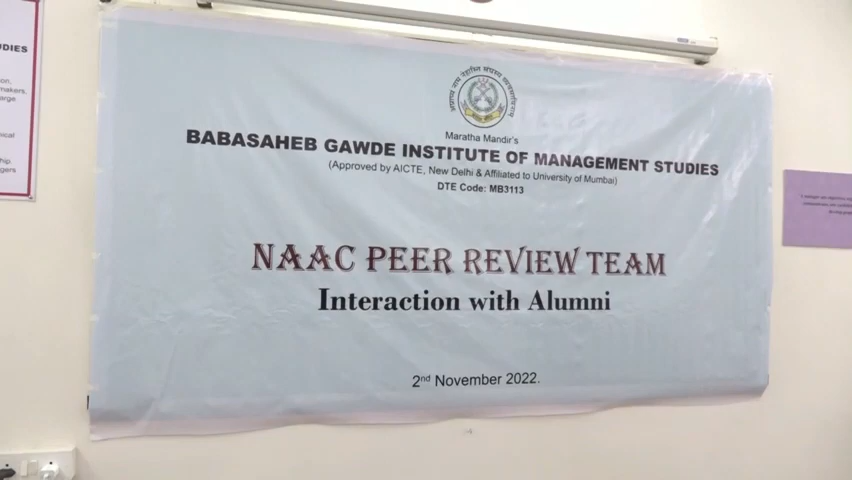 Maratha Mandir's
BABASAHEB GAWDE INSTITUTE OF MANAGEMENT STUDIES
(Approved by AICTE, New Delhi & Affiliated to University of Mumbai)
DTE Code: MB3113
NAAC PEER REVIEW TEAM
Interaction with Alumni
2nd November 2022.